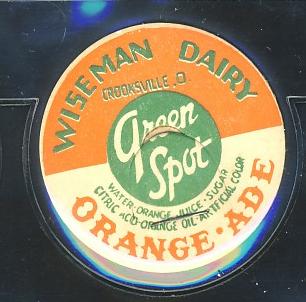 WISEMAN DAIRY
CROOKSVILLE, O.
Green
Spot
WATER-ORANGE JUICE-SUGAR
CITRIC ACID-ORANGE OIL-ARTIFICIAL COLOR
ORANGE-ADE